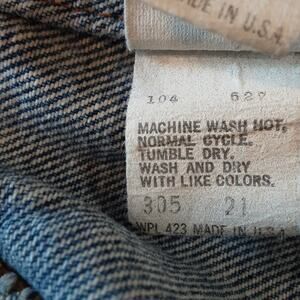 MADE IN U.S.A.
104 627
MACHINE WASH HOT,
NORMAL CYCLE.
TUMBLE DRY.
WASH AND DRY
WITH LIKE COLORS.
305 21
WPL 423 MADE IN U.S.A.